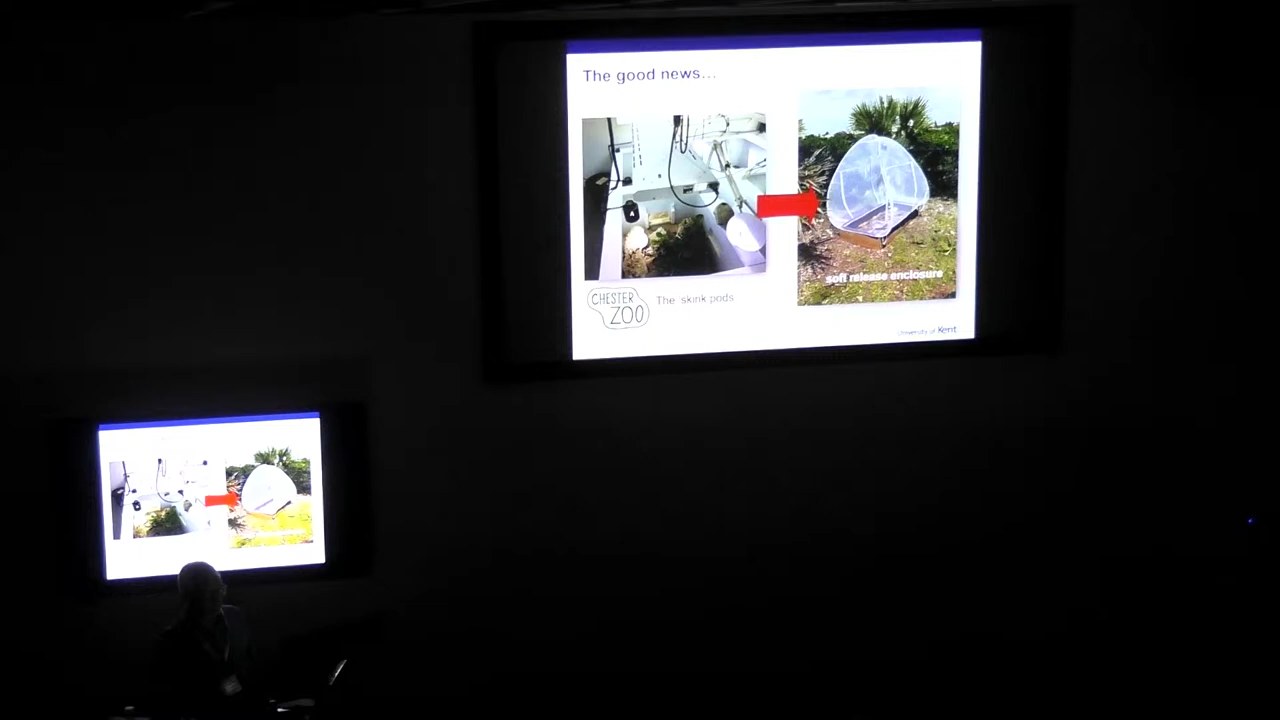 The good news...
soft release enclosure
CHESTER
ZOO
The skink pods
University of Kent